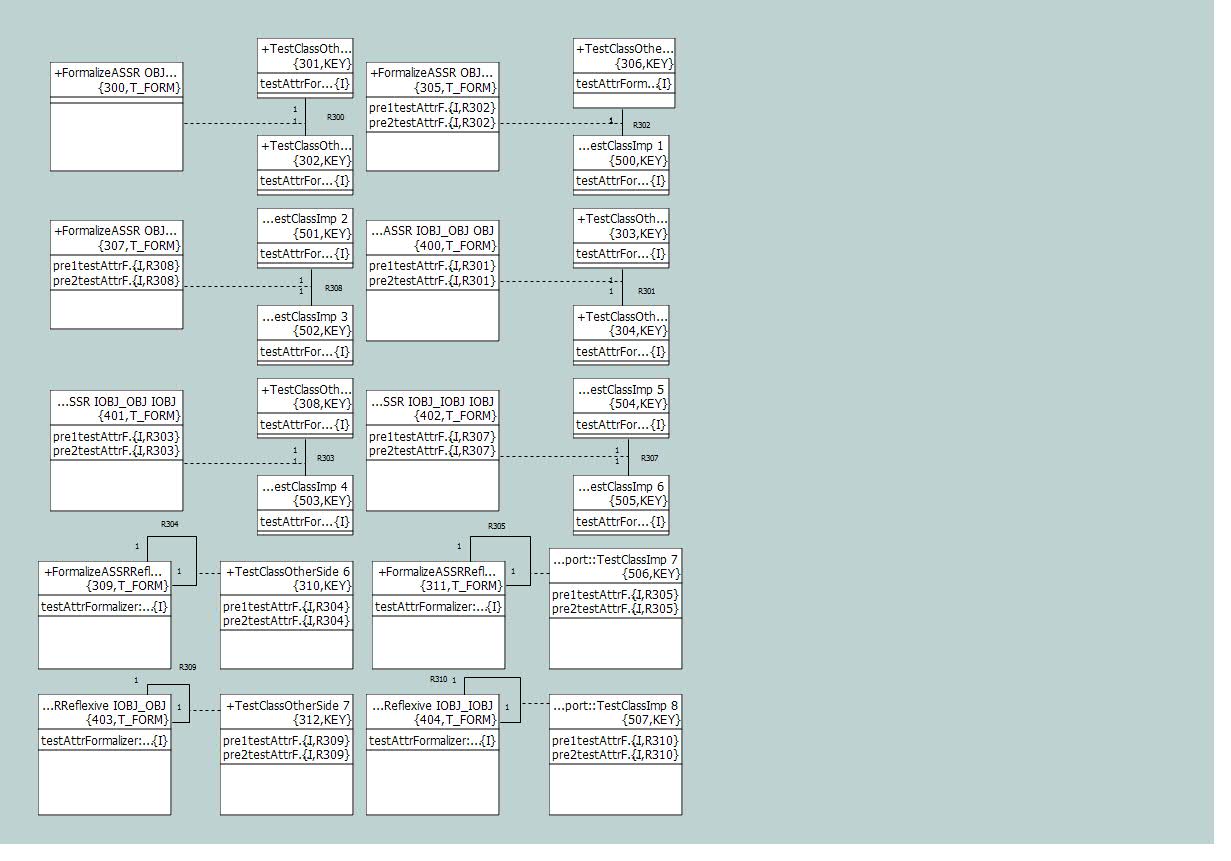 +FormalizeASSR OBJ...
{300,T_FORM}
+TestClassOth...
{301,KEY}
testAttrFor...{I}
1
1
R300
+TestClassOth...
{302,KEY}
testAttrFor...{I}
+FormalizeASSR OBJ...
{305,T_FORM}
pre1testAttrF.{I,R302}
pre2testAttrF.{I,R302}
+TestClassOthe...
{306,KEY}
testAttrForm...{I}
1
R302
...estClassImp 1
{500,KEY}
testAttrFor...{I}
+FormalizeASSR OBJ...
{307,T_FORM}
pre1testAttrF.{I,R308}
pre2testAttrF.{I,R308}
...estClassImp 2
{501,KEY}
testAttrFor...{I}
1
1
R308
...estClassImp 3
{502,KEY}
testAttrFor...{I}
...ASSR IOBJ_OBJ OBJ
{400,T_FORM}
pre1testAttrF.{I,R301}
pre2testAttrF.{I,R301}
+TestClassOth...
{303,KEY}
testAttrFor...{I}
1
1
R301
+TestClassOth...
{304,KEY}
testAttrFor...{I}
...SSR IOBJ_OBJ IOBJ
{401,T_FORM}
pre1testAttrF.{I,R303}
pre2testAttrF.{I,R303}
+TestClassOth...
{308,KEY}
testAttrFor...{I}
1
1
R303
...estClassImp 4
{503,KEY}
testAttrFor...{I}
...SSR IOBJ_IOBJ IOBJ
{402,T_FORM}
pre1testAttrF.{I,R307}
pre2testAttrF.{I,R307}
...estClassImp 5
{504,KEY}
testAttrFor...{I}
1
1
R307
...estClassImp 6
{505,KEY}
testAttrFor...{I}
R304
1
1
+FormalizeASSRRefl...
{309,T_FORM}
testAttrFormalizer:...{I}
+TestClassOtherSide 6
{310,KEY}
pre1testAttrF.{I,R304}
pre2testAttrF.{I,R304}
R305
1
1
+FormalizeASSRRefl...
{311,T_FORM}
testAttrFormalizer:...{I}
...port::TestClassImp 7
{506,KEY}
pre1testAttrF.{I,R305}
pre2testAttrF.{I,R305}
R309
1
1
...RReflexive IOBJ_OBJ
{403,T_FORM}
testAttrFormalizer:...{I}
+TestClassOtherSide 7
{312,KEY}
pre1testAttrF.{I,R309}
pre2testAttrF.{I,R309}
R310 1
1
...Reflexive IOBJ_IOBJ
{404,T_FORM}
testAttrFormalizer:...{I}
...port::TestClassImp 8
{507,KEY}
pre1testAttrF.{I,R310}
pre2testAttrF.{I,R310}